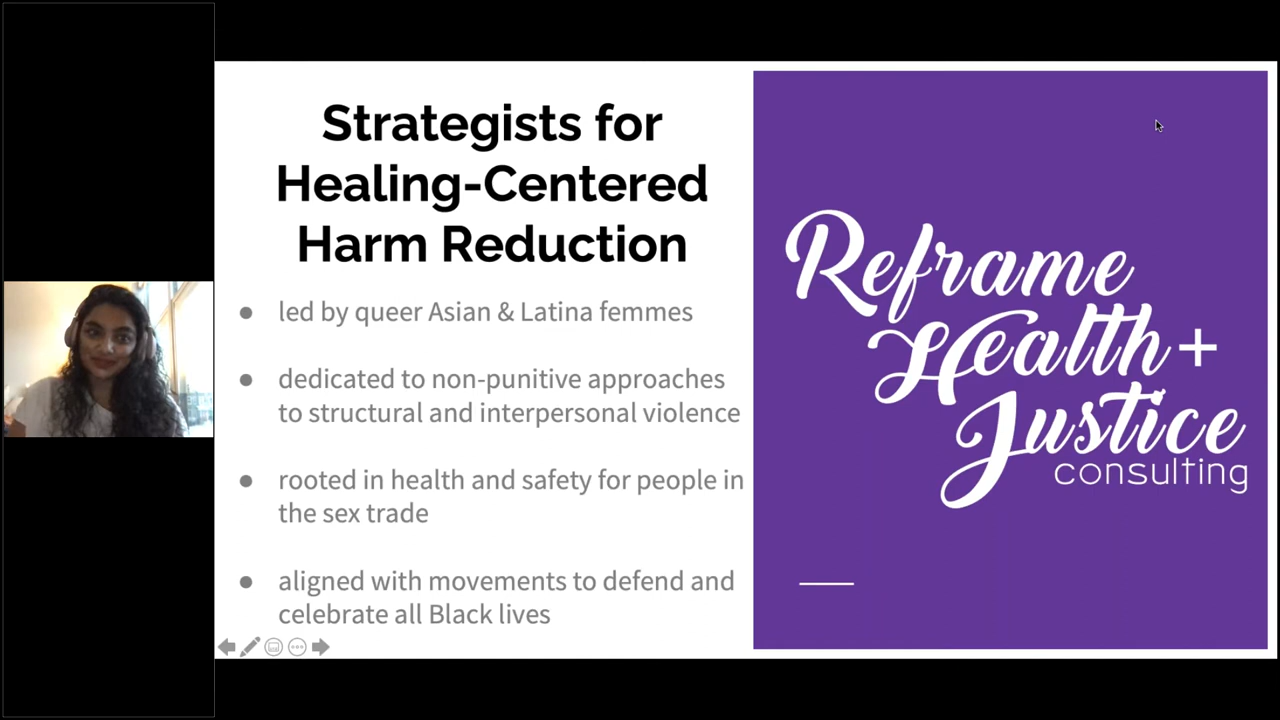 Strategists for
Healing-Centered
Harm Reduction
● led by queer Asian & Latina femmes
● dedicated to non-punitive approaches
to structural and interpersonal violence
● rooted in health and safety for people in
the sex trade
● aligned with movements to defend and
celebrate all Black lives
Reframe
Health+
Justice
consulting